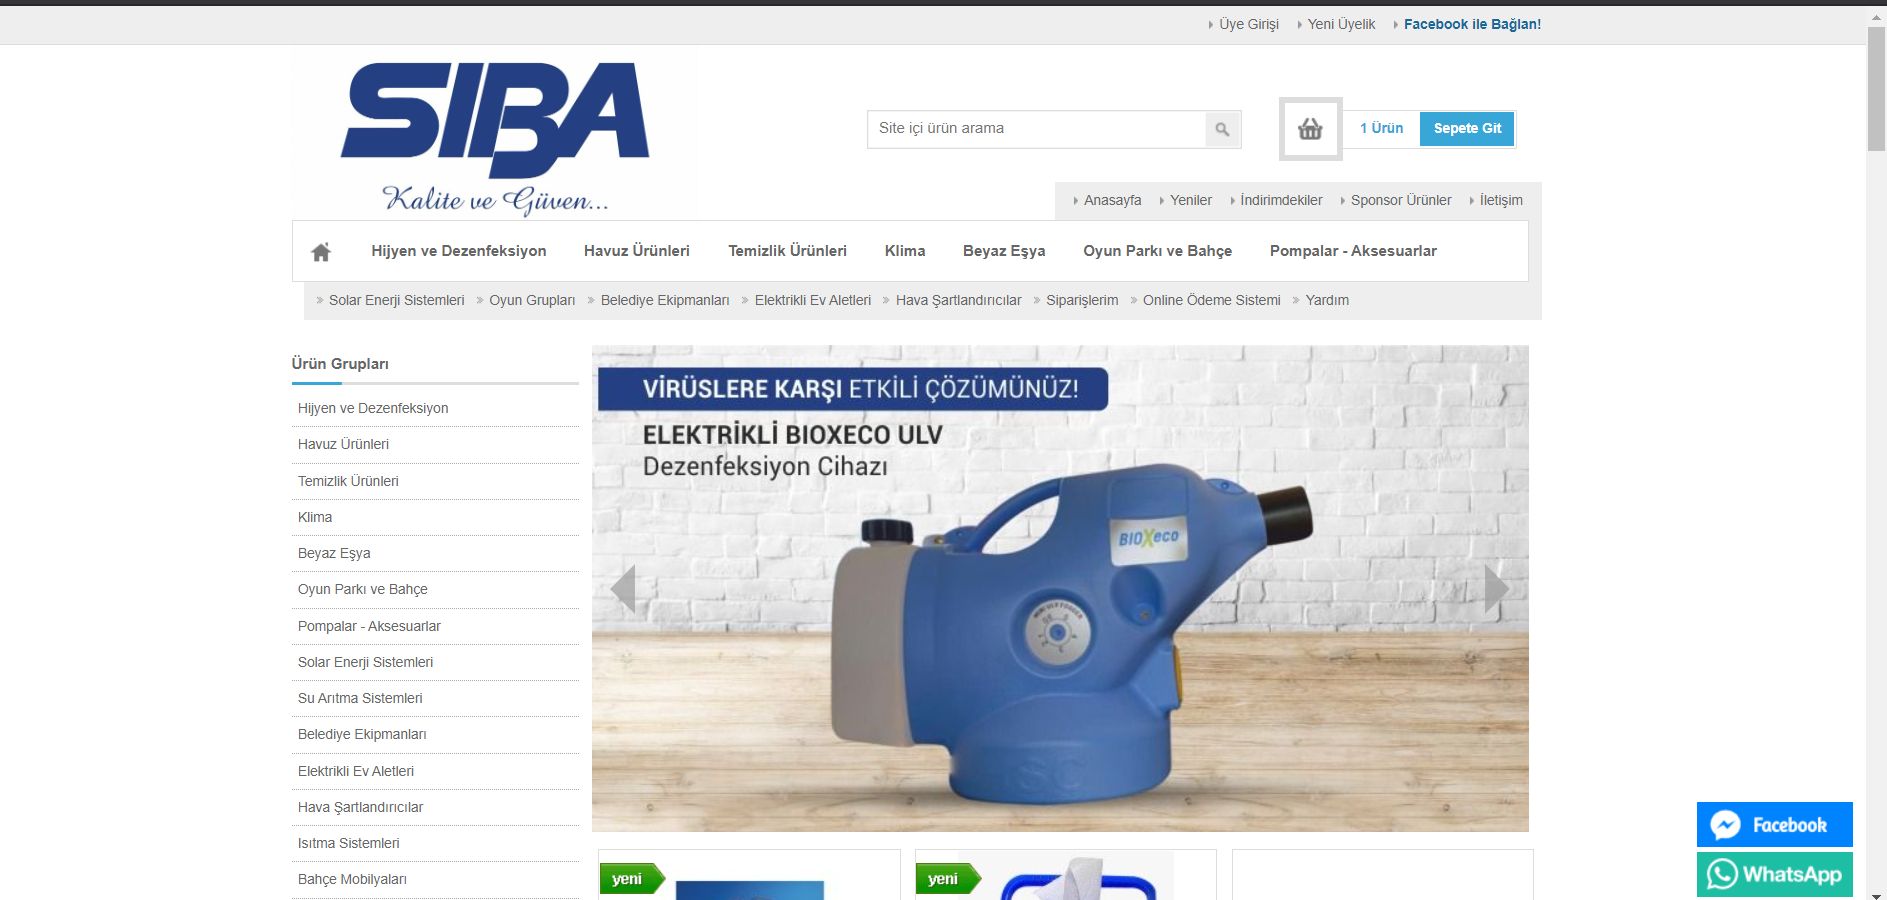 Üye Girişi Yeni Üyelik Facebook ile Bağlan!
SIBA
Kalite ve Güven...
Site içi ürün arama
1 Ürün Sepete Git
Anasayfa Yeniler İndirimdekiler Sponsor Ürünler İletişim
Hijyen ve Dezenfeksiyon Havuz Ürünleri Temizlik Ürünleri Klima Beyaz Eşya Oyun Parkı ve Bahçe Pompalar - Aksesuarlar
Solar Enerji Sistemleri Oyun Grupları Belediye Ekipmanları Elektrikli Ev Aletleri Hava Şartlandırıcılar Siparişlerim Online Ödeme Sistemi Yardım
Ürün Grupları
Hijyen ve Dezenfeksiyon
Havuz Ürünleri
Temizlik Ürünleri
Klima
Beyaz Eşya
Oyun Parkı ve Bahçe
Pompalar - Aksesuarlar
Solar Enerji Sistemleri
Su Arıtma Sistemleri
Belediye Ekipmanları
Elektrikli Ev Aletleri
Hava Şartlandırıcılar
Isıtma Sistemleri
Bahçe Mobilyaları
VİRÜSLERE KARŞI ETKİLİ ÇÖZÜMÜNÜZ!
ELEKTRİKLİ BIOXECO ULV
Dezenfeksiyon Cihazı
BIOXeco
yeni
yeni
Facebook
WhatsApp